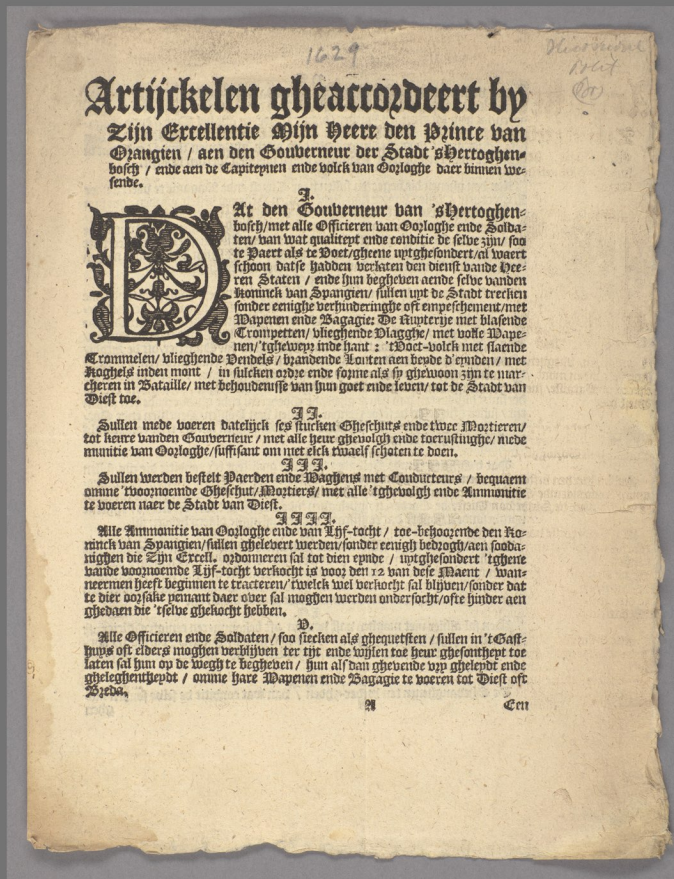 1629
Artijckelen gheaccordeert by
Zijn Excellentie Mijn Heere den Prince van
Orangien / aen den Gouverneur der Stadt 'sHertoghen-
bosch / ende aen de Capiteynen ende volck van Oorloghe daer binnen we-
sende.
I.
DAt den Gouverneur van 'sHertoghen-
bosch/met alle Officieren van Oorloghe ende Solda-
ten/van wat qualiteyt ende conditie de selve zijn/soo
te Paert als te Voet/gheene uytghesondert/al waert
schoon datse hadden verlaten den dienst vande Hee-
ren Staten / ende hun begheven aende selve vanden
Koninck van Spangien/sullen uyt de Stadt trecken
sonder eenighe verhinderinghe oft empeschement/met
Wapenen ende Bagagie: De Ruyterije met blasende
Trompetten/vlieghende Vlagghe/met volle Wape-
nen/'tgheweyr inde hant : 'tVoet-volck met slaende
Trommelen/vlieghende Vendels/brandende Lonten aen beyde d'eynden/met
Koghels inden mont / in sulcken ordre ende forme als sy ghewoon zijn te mar-
cheren in Bataille/met behoudenisse van hun goet ende leven/tot de Stadt van
Diest toe.
II.
Sullen mede voeren datelijck ses stucken Gheschuts ende twee Mortieren/
tot keure vanden Gouverneur/met alle heur ghevolgh ende toerustinghe/mede
munitie van Oorloghe/suffisant om met elck twaelf schoten te doen.
III.
Sullen werden bestelt Paerden ende Waghens met Conducteurs / bequaem
omme 'tvoornoemde Gheschut/Mortiers/met alle 'tghevolgh ende Ammonitie
te voeren naer de Stadt van Diest.
IIII.
Alle Ammonitie van Oorloghe ende van Lijf-tocht / toe-behoorende den Ko-
ninck van Spangien/sullen ghelevert werden/sonder eenigh bedrogh/aen sooda-
nighen die Zijn Excell. ordonneren sal tot dien eynde / uytghesondert 'tghene
vande voornoemde Lijf-tocht verkocht is voor den 12 van dese Maent / wan-
neermen heeft beginnen te tracteren/'twelck wel verkocht sal blijven/sonder dat
te dier oorsake yemant daer over sal moghen werden ondersocht/ofte hinder aen
ghedaen die 'tselve ghekocht hebben.
V.
Alle Officieren ende Soldaten/soo siecken als ghequetsten/sullen in 't Gast-
huys oft elders moghen verblijven ter tijt ende wijlen toe heur ghesontheyt toe
laten sal hun op de wegh te begheven / hun alsdan ghevende vry gheleydt ende
gheleghentheydt / omme hare Wapenen ende Bagagie te voeren tot Diest oft
Breda.
A Een